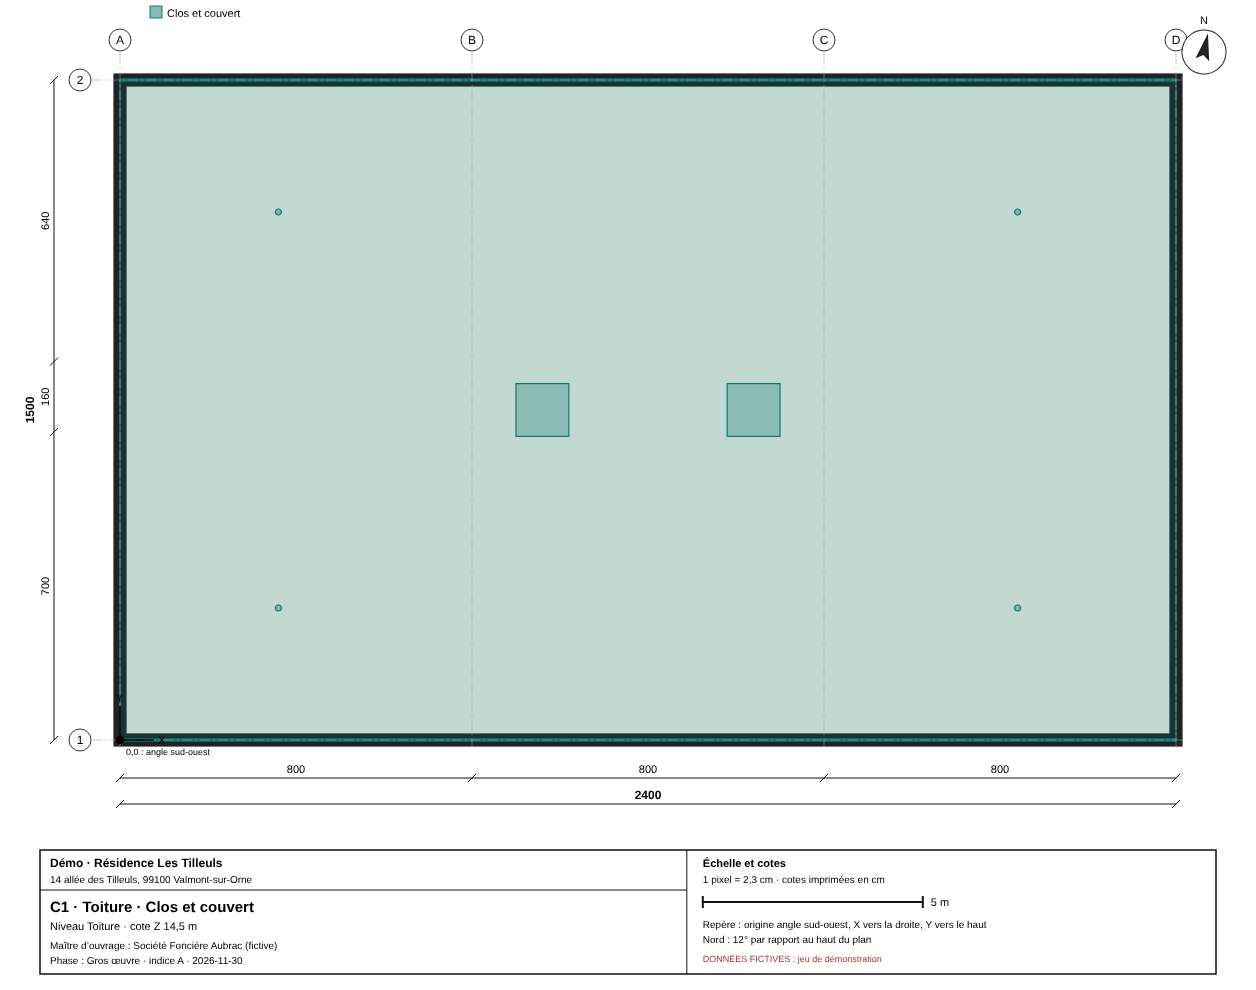 Clos et couvert
N
A
B
C
D
2
640
160
1500
700
1
Y
X
0,0 : angle sud-ouest
800
800
800
2400
Démo · Résidence Les Tilleuls
14 allée des Tilleuls, 99100 Valmont-sur-Orne
C1 · Toiture · Clos et couvert
Niveau Toiture · cote Z 14,5 m
Maître d’ouvrage : Société Foncière Aubrac (fictive)
Phase : Gros œuvre · indice A · 2026-11-30
Échelle et cotes
1 pixel = 2,3 cm · cotes imprimées en cm
5 m
Repère : origine angle sud-ouest, X vers la droite, Y vers le haut
Nord : 12° par rapport au haut du plan
DONNÉES FICTIVES : jeu de démonstration